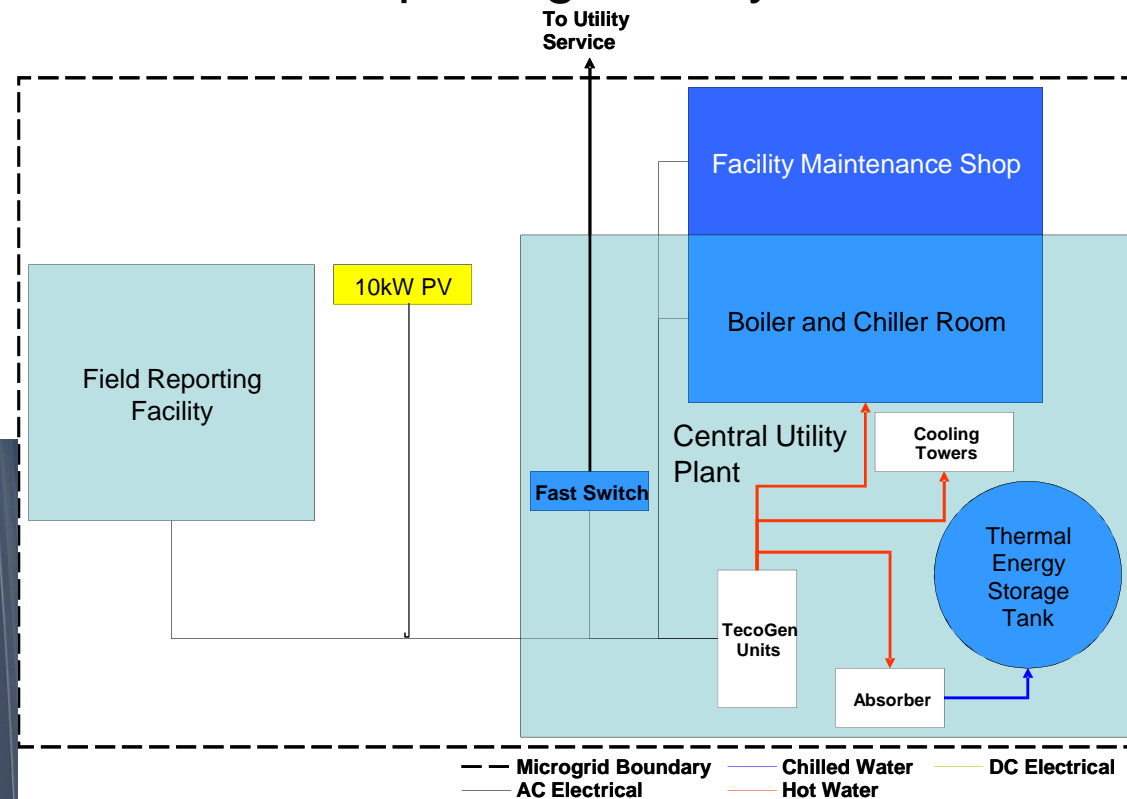 To Utility
Service
Facility Maintenance Shop
10kW PV
Boiler and Chiller Room
Field Reporting
Facility
Central Utility
Plant
Cooling
Towers
Fast Switch
Thermal
Energy
Storage
Tank
TecoGen
Units
Absorber
Microgrid Boundary
Chilled Water
DC Electrical
AC Electrical
Hot Water